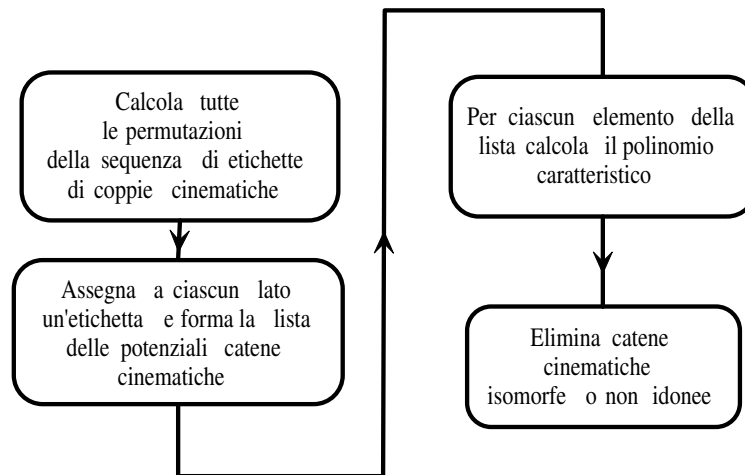 Calcola tutte
le permutazioni
della sequenza di etichette
di coppie cinematiche
Assegna a ciascun lato
un'etichetta e forma la lista
delle potenziali catene
cinematiche
Per ciascun elemento della
lista calcola il polinomio
caratteristico
Elimina catene
cinematiche
isomorfe o non idonee